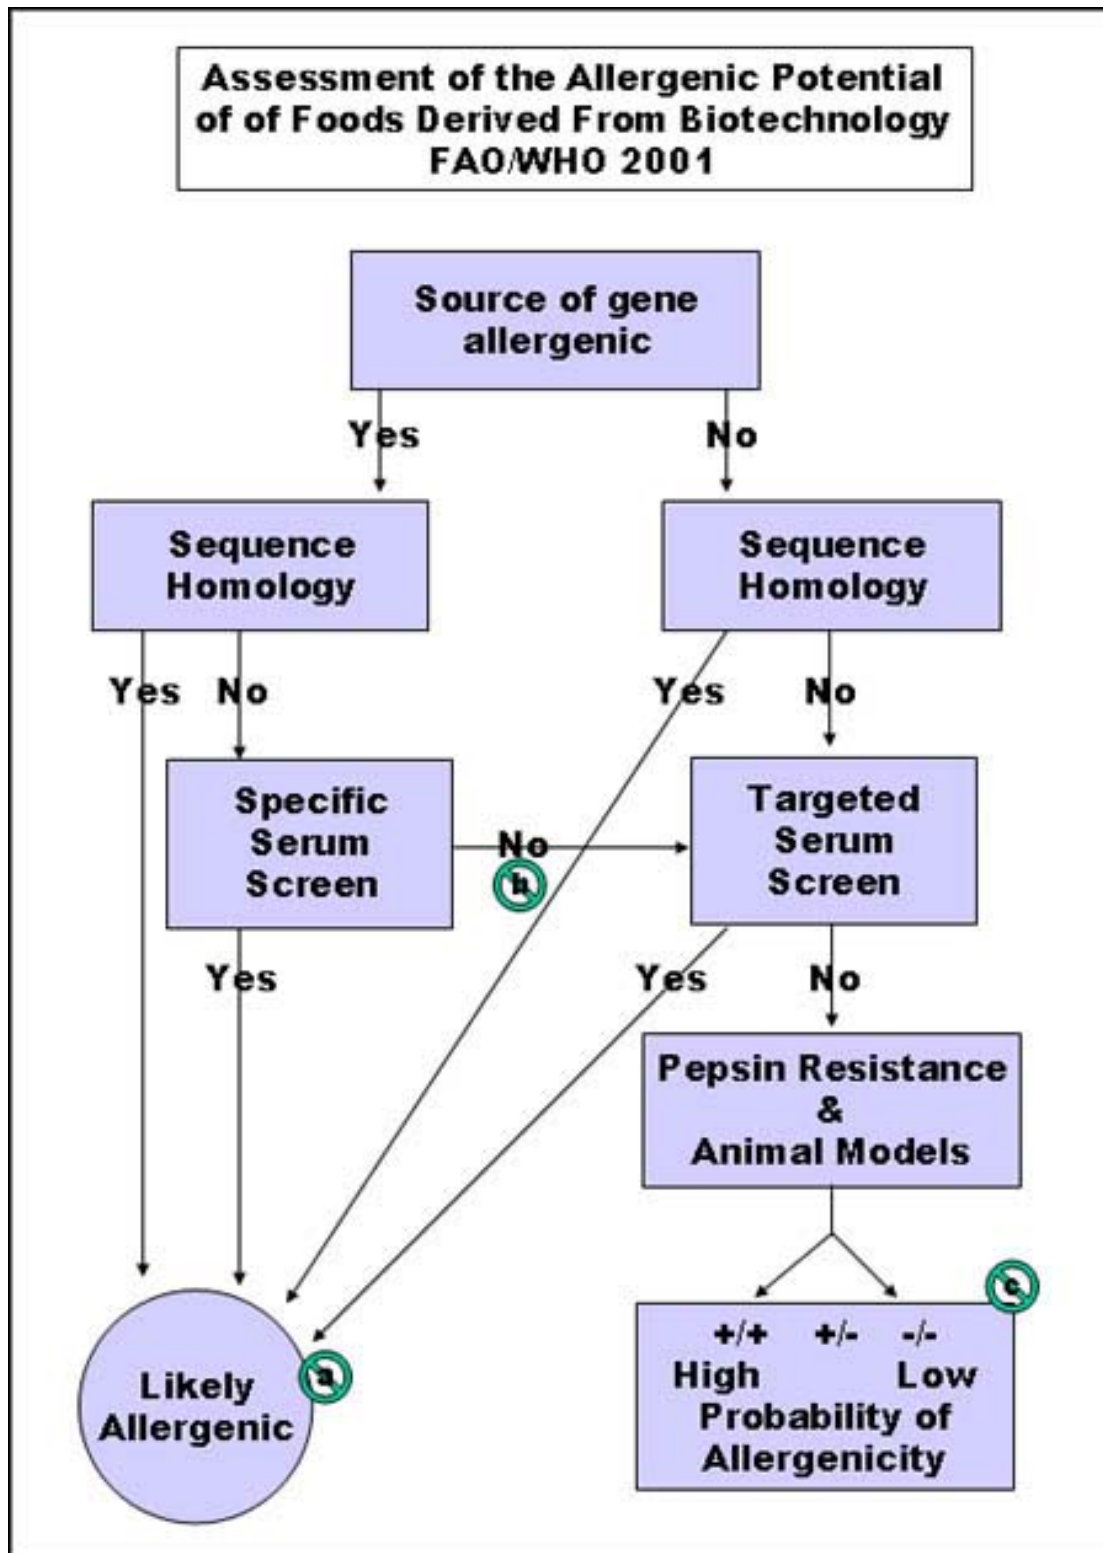 Assessment of the Allergenic Potential
of of Foods Derived From Biotechnology
FAO/WHO 2001
Source of gene
allergenic
Yes
No
Sequence
Homology
Sequence
Homology
Yes
No
Yes
No
Specific
Serum
Screen
No
b
Targeted
Serum
Screen
Yes
Yes
No
Pepsin Resistance
&
Animal Models
c
+/+ +/- -/-
High Low
Probability of
Allergenicity
a
Likely
Allergenic